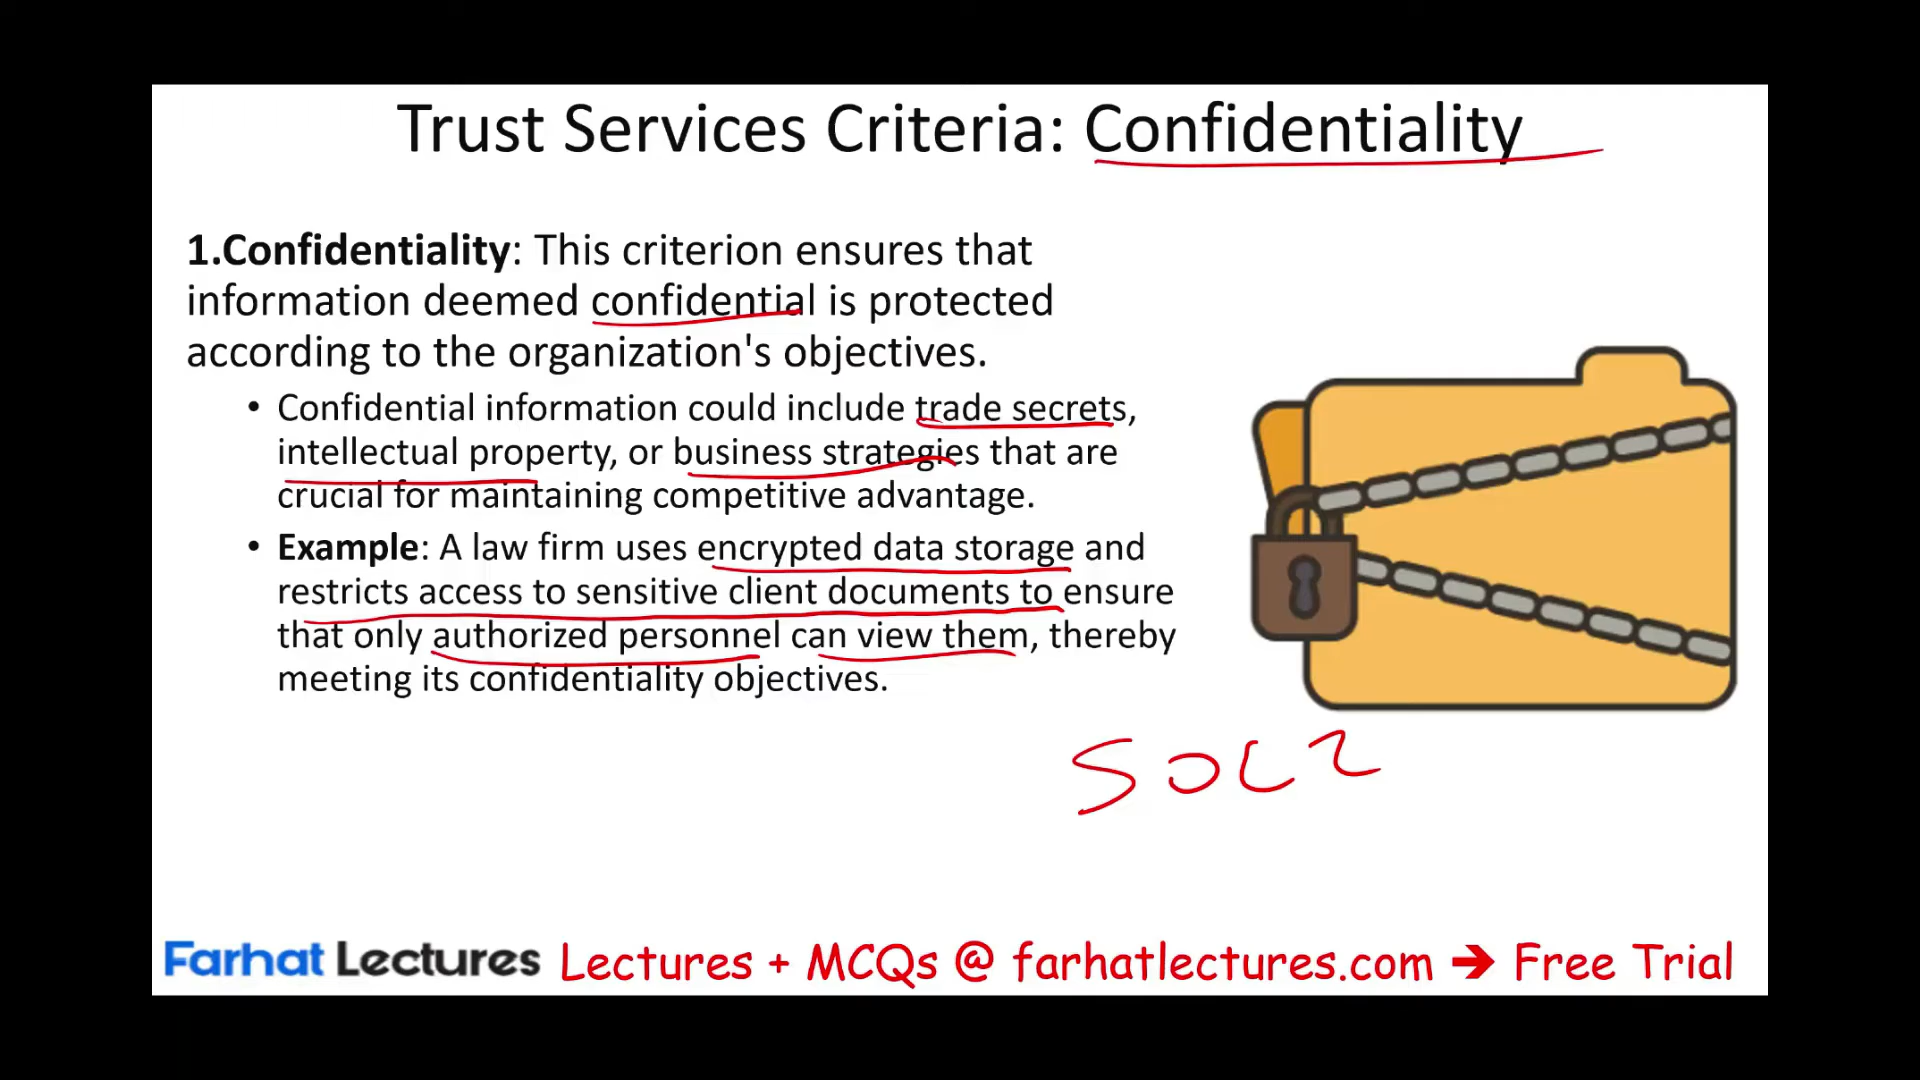 Trust Services Criteria: Confidentiality
1.Confidentiality: This criterion ensures that
information deemed confidential is protected
according to the organization's objectives.
• Confidential information could include trade secrets,
intellectual property, or business strategies that are
crucial for maintaining competitive advantage.
• Example: A law firm uses encrypted data storage and
restricts access to sensitive client documents to ensure
that only authorized personnel can view them, thereby
meeting its confidentiality objectives.
SOC2
Farhat Lectures Lectures + MCQs @ farhatlectures.com → Free Trial